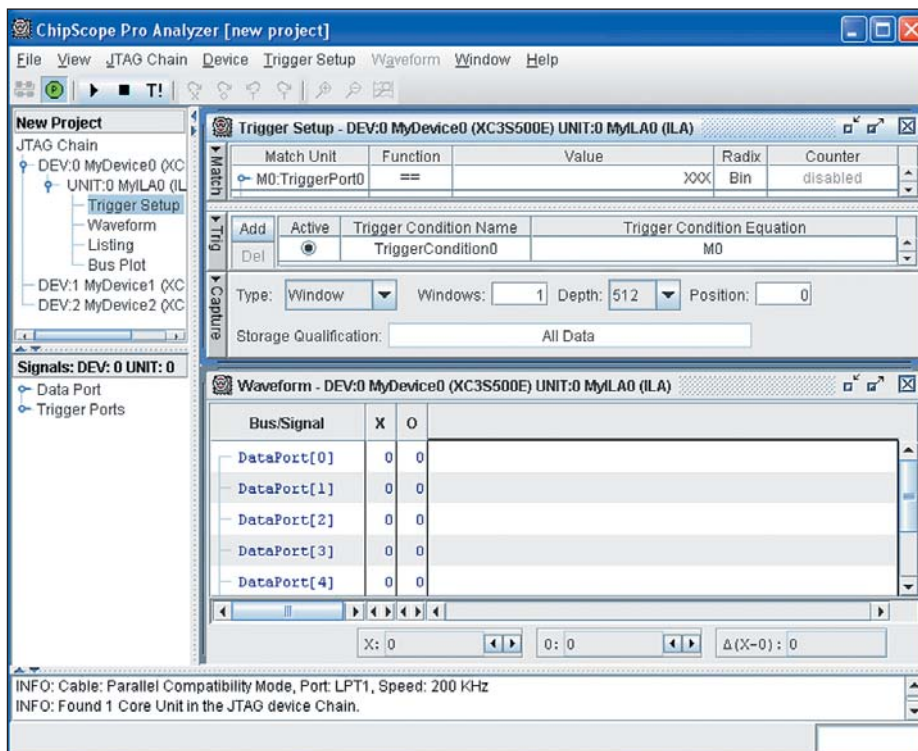 ChipScope Pro Analyzer [new project]
File View JTAG Chain Device Trigger Setup Waveform Window Help
T!
New Project
JTAG Chain
DEV:0 MyDevice0 (XC
UNIT:0 MyILA0 (IL
Trigger Setup
Waveform
Listing
Bus Plot
DEV:1 MyDevice1 (XC
DEV:2 MyDevice2 (XC
Signals: DEV: 0 UNIT: 0
Data Port
Trigger Ports
Trigger Setup - DEV:0 MyDevice0 (XC3S500E) UNIT:0 MyILA0 (ILA)
Match
Match Unit Function Value Radix Counter
M0:TriggerPort0 == XXX Bin disabled
Trig
Add Active Trigger Condition Name Trigger Condition Equation
Del TriggerCondition0 M0
Capture
Type: Window Windows: 1 Depth: 512 Position: 0
Storage Qualification: All Data
Waveform - DEV:0 MyDevice0 (XC3S500E) UNIT:0 MyILA0 (ILA)
Bus/Signal X O
DataPort[0] 0 0
DataPort[1] 0 0
DataPort[2] 0 0
DataPort[3] 0 0
DataPort[4] 0 0
X: 0 O: 0 Δ(X-O): 0
INFO: Cable: Parallel Compatibility Mode, Port: LPT1, Speed: 200 KHz
INFO: Found 1 Core Unit in the JTAG device Chain.